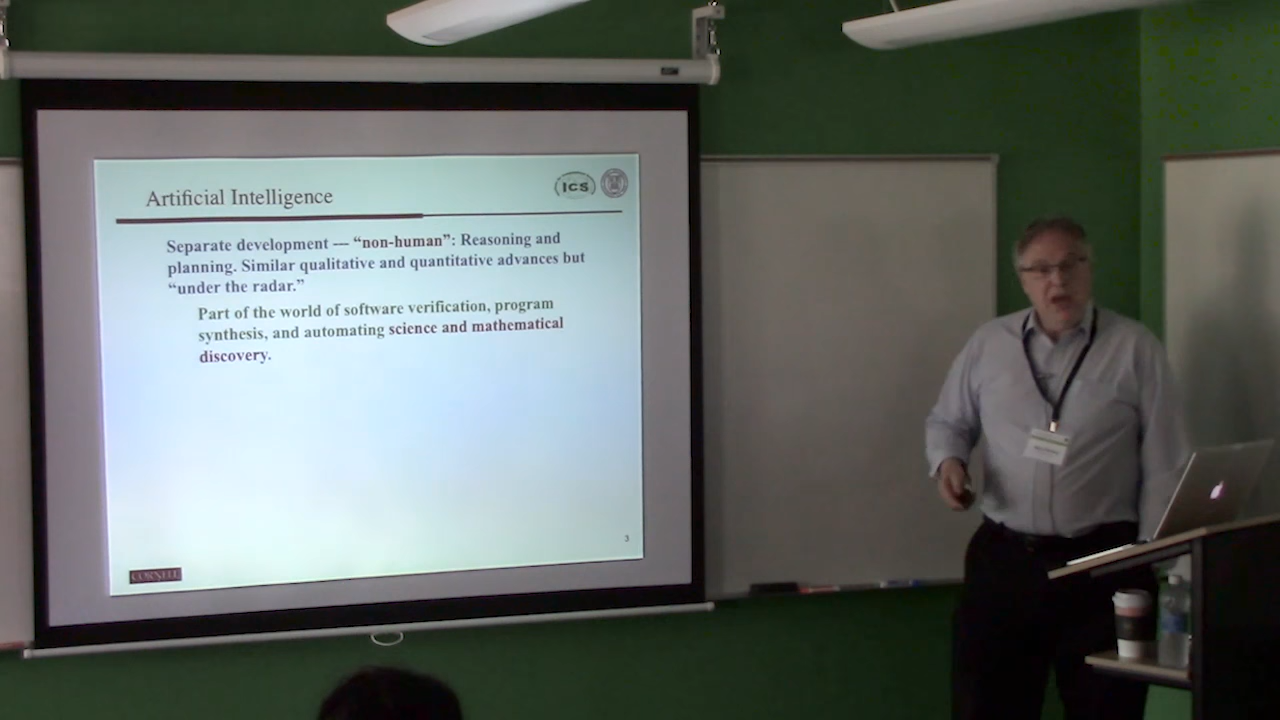 Artificial Intelligence
ICS
Separate development — “non-human”: Reasoning and
planning. Similar qualitative and quantitative advances but
“under the radar.”
Part of the world of software verification, program
synthesis, and automating science and mathematical
discovery.
3
CORNELL